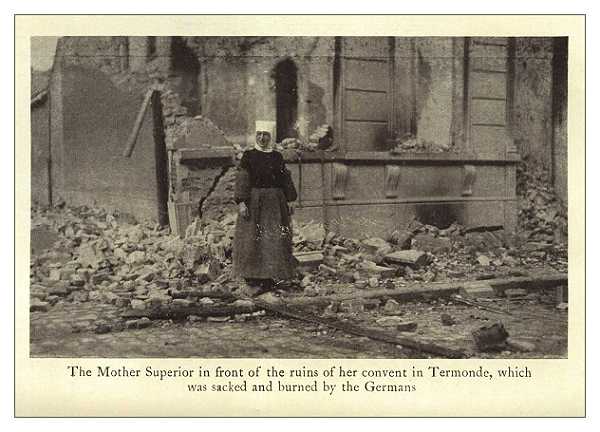 The Mother Superior in front of the ruins of her convent in Termonde, which
was sacked and burned by the Germans